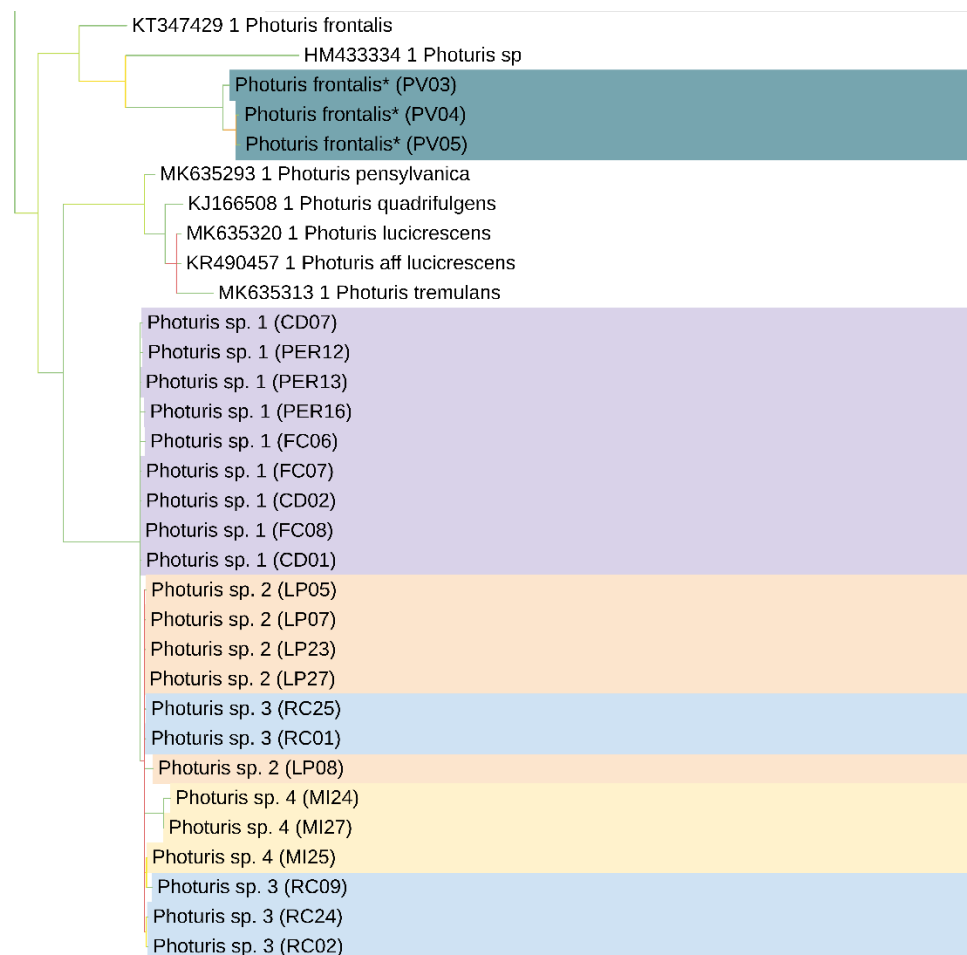 KT347429 1 Photuris frontalis
HM433334 1 Photuris sp
Photuris frontalis* (PV03)
Photuris frontalis* (PV04)
Photuris frontalis* (PV05)
MK635293 1 Photuris pensylvanica
KJ166508 1 Photuris quadrifulgens
MK635320 1 Photuris lucicrescens
KR490457 1 Photuris aff lucicrescens
MK635313 1 Photuris tremulans
Photuris sp. 1 (CD07)
Photuris sp. 1 (PER12)
Photuris sp. 1 (PER13)
Photuris sp. 1 (PER16)
Photuris sp. 1 (FC06)
Photuris sp. 1 (FC07)
Photuris sp. 1 (CD02)
Photuris sp. 1 (FC08)
Photuris sp. 1 (CD01)
Photuris sp. 2 (LP05)
Photuris sp. 2 (LP07)
Photuris sp. 2 (LP23)
Photuris sp. 2 (LP27)
Photuris sp. 3 (RC25)
Photuris sp. 3 (RC01)
Photuris sp. 2 (LP08)
Photuris sp. 4 (MI24)
Photuris sp. 4 (MI27)
Photuris sp. 4 (MI25)
Photuris sp. 3 (RC09)
Photuris sp. 3 (RC24)
Photuris sp. 3 (RC02)